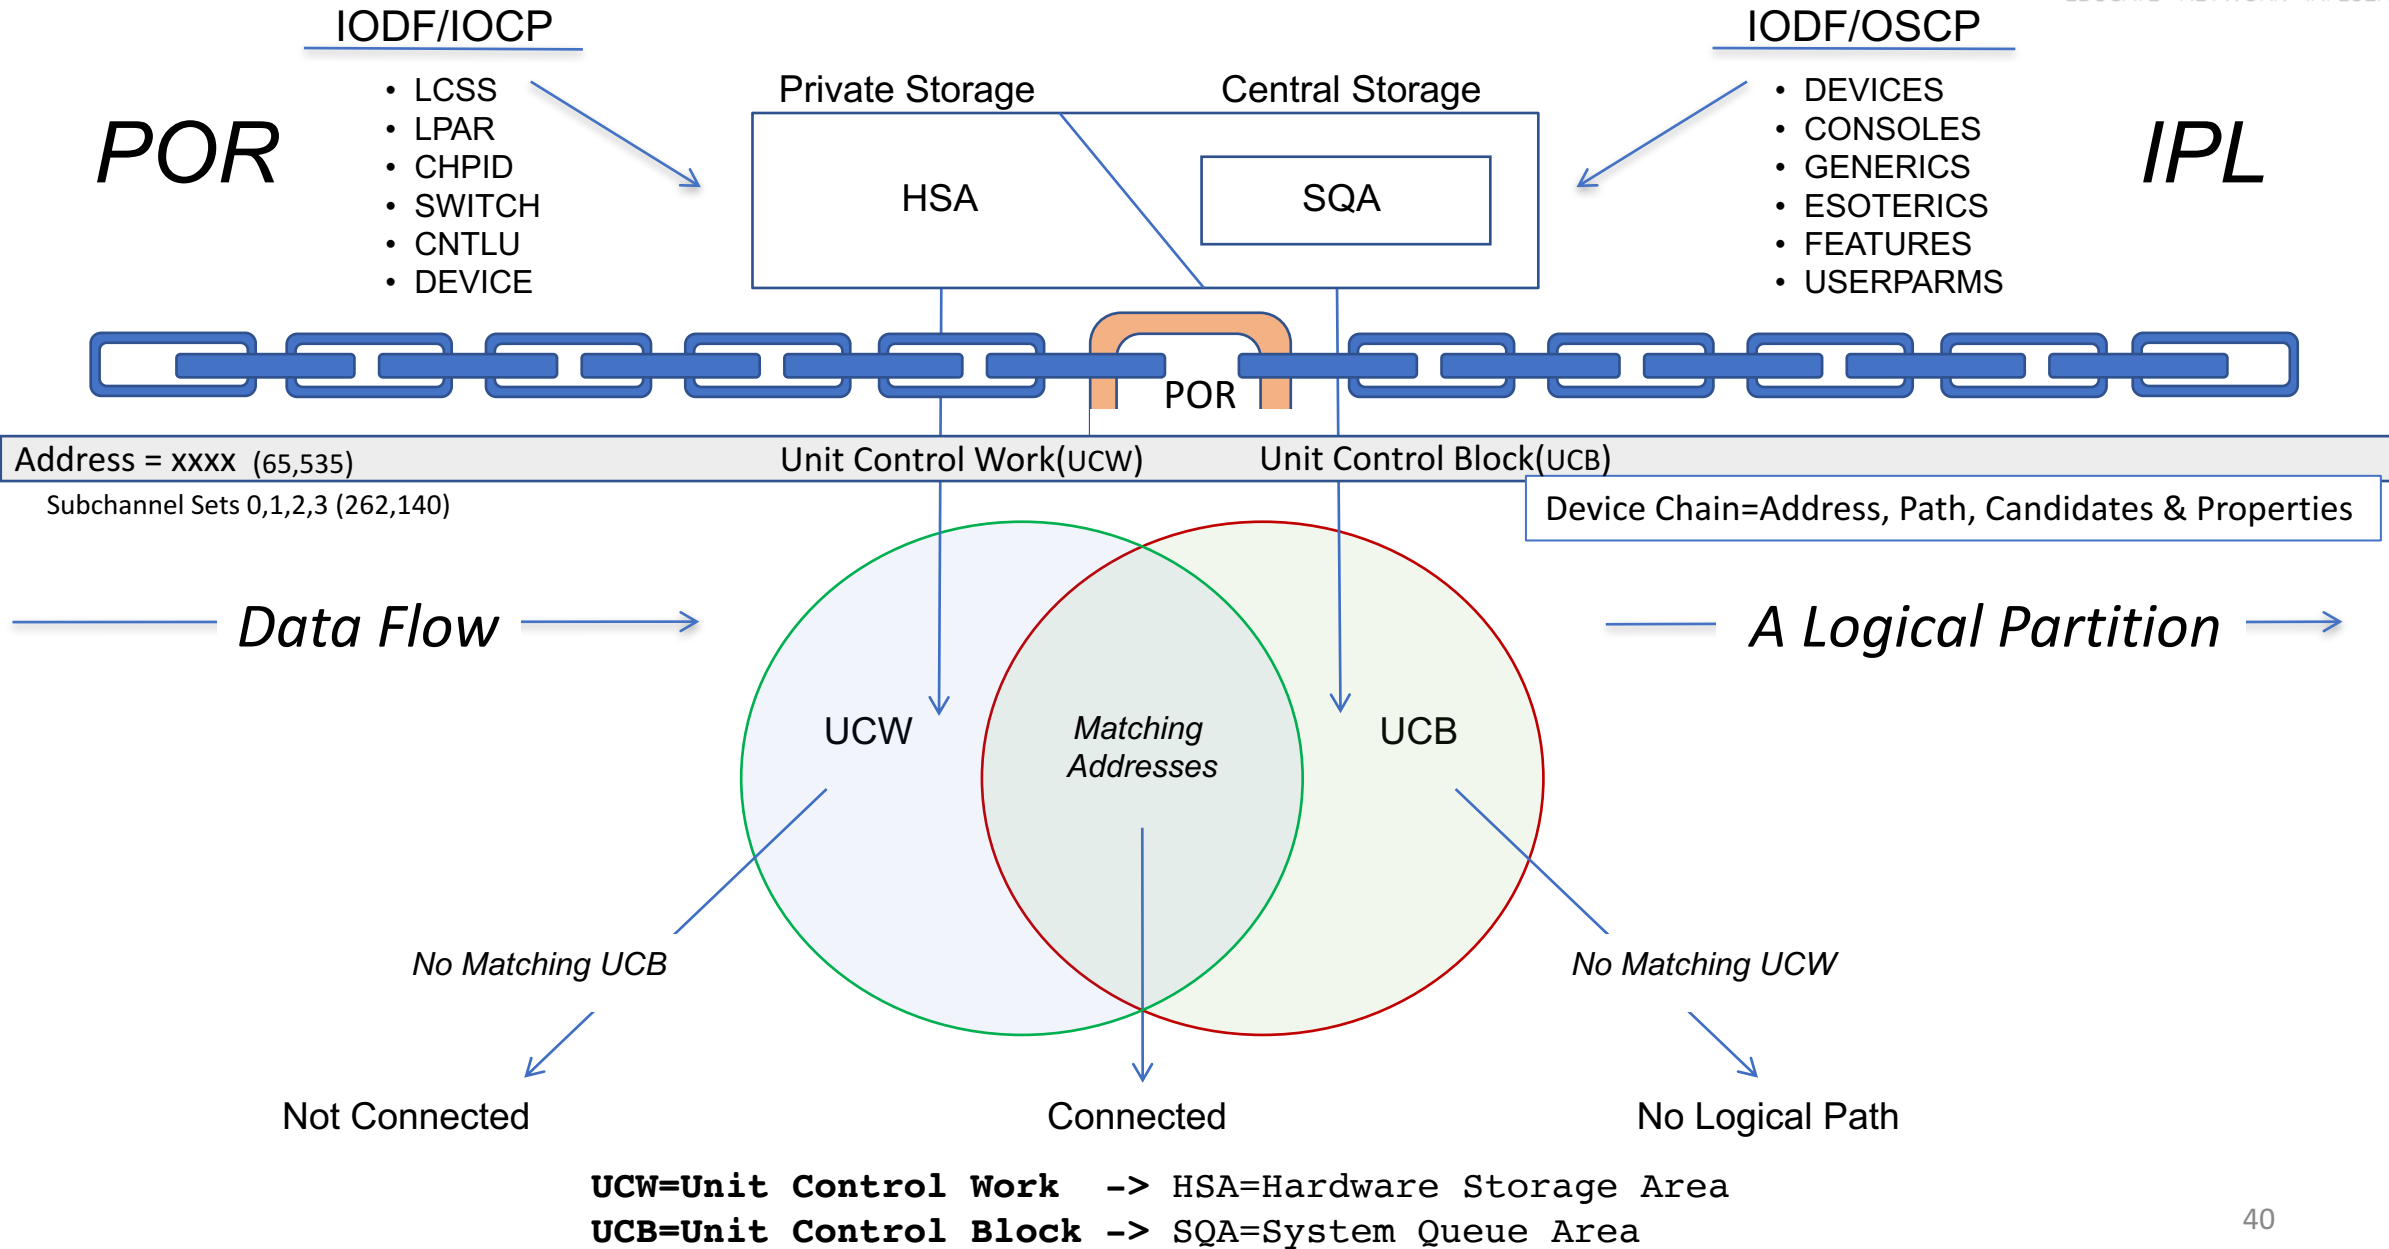 IODF/IOCP
IODF/OSCP
POR
• LCSS
• LPAR
• CHPID
• SWITCH
• CNTLU
• DEVICE
Private Storage
Central Storage
HSA
SQA
• DEVICES
• CONSOLES
• GENERICS
• ESOTERICS
• FEATURES
• USERPARMS
IPL
POR
Address = xxxx (65,535)
Unit Control Work(UCW)
Unit Control Block(UCB)
Subchannel Sets 0,1,2,3 (262,140)
Device Chain=Address, Path, Candidates & Properties
Data Flow
A Logical Partition
UCW
Matching
Addresses
UCB
No Matching UCB
No Matching UCW
Not Connected
Connected
No Logical Path
UCW=Unit Control Work -> HSA=Hardware Storage Area
UCB=Unit Control Block -> SQA=System Queue Area
40